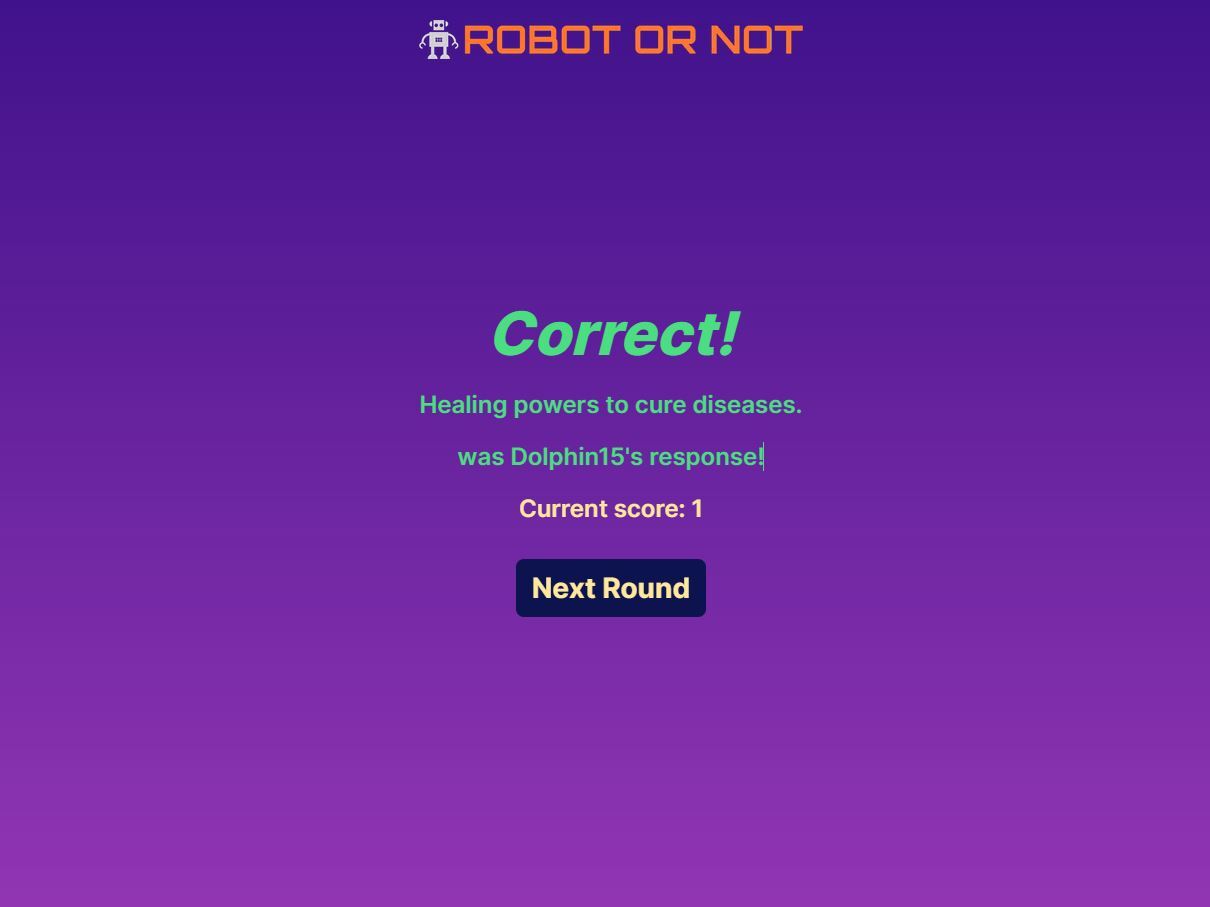 ROBOT OR NOT
Correct!
Healing powers to cure diseases.
was Dolphin15's response!
Current score: 1
Next Round